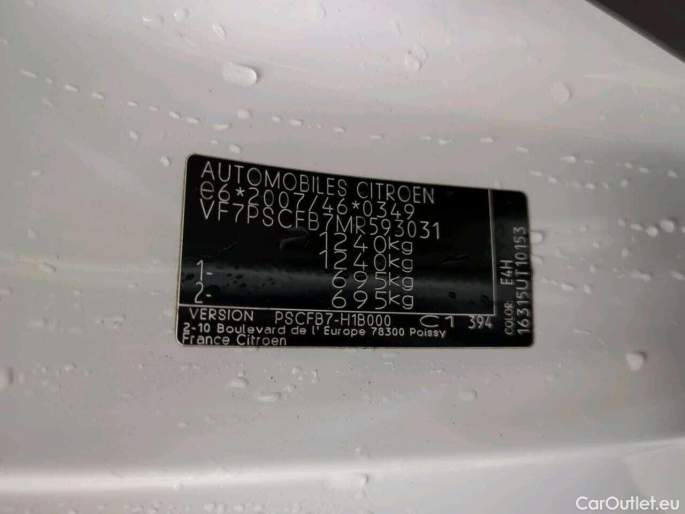 AUTOMOBILES CITROEN
e6*2007/46*0349
VF7PSCFB7MR593031
1240kg
1240kg
1- 695kg
2- 695kg
VERSION PSCFB7-H1B000 C1 394
2-10 Boulevard de l' Europe 78300 Poissy
France Citroen
COLOR: E4H
16315UT10153
CarOutlet.eu